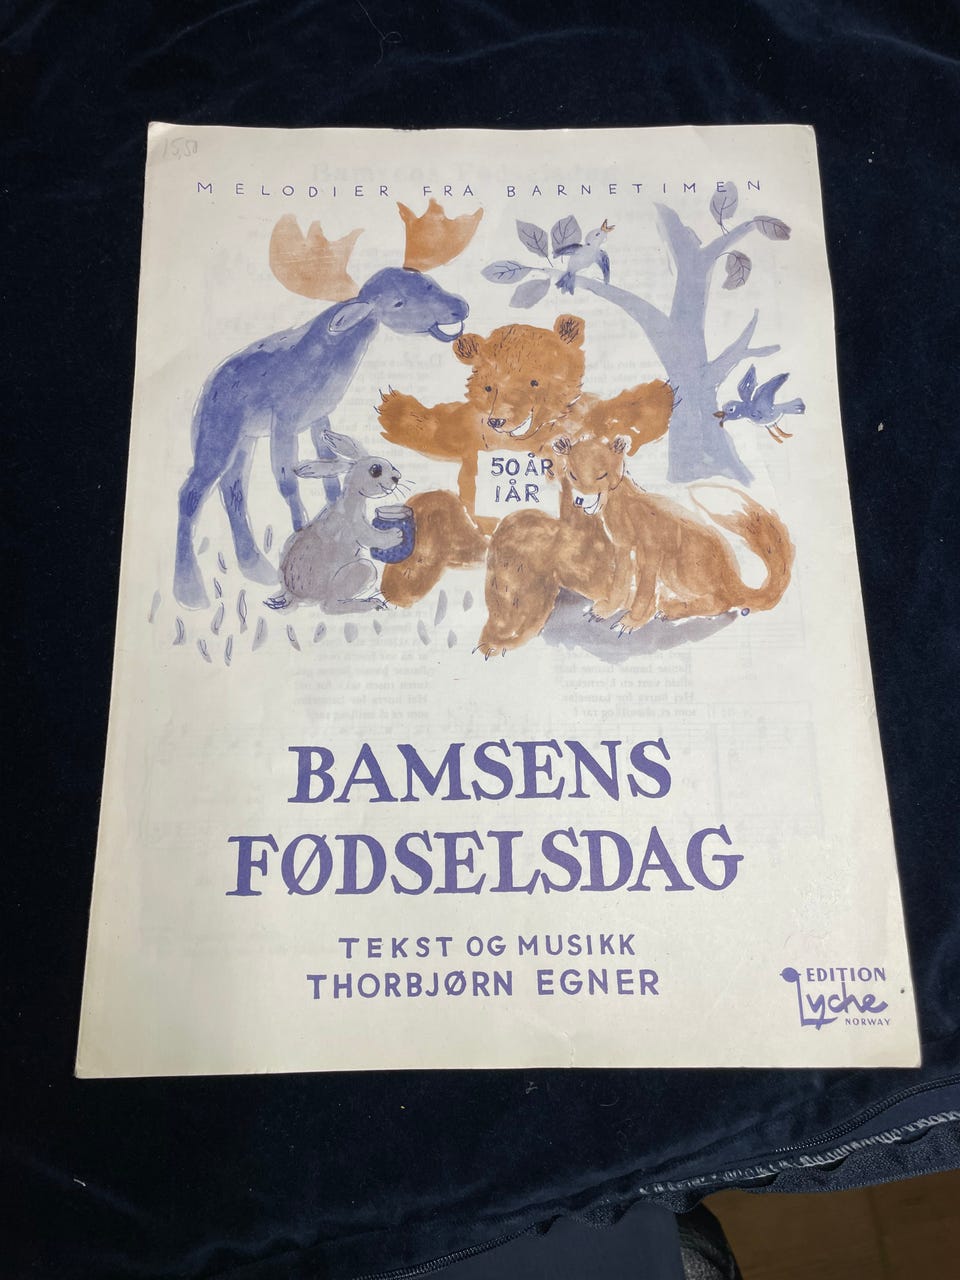 15,50
MELODIER FRA BARNETIMEN
50 ÅR
I ÅR
BAMSENS
FØDSELSDAG
TEKST OG MUSIKK
THORBJØRN EGNER
EDITION
Lyche
NORWAY